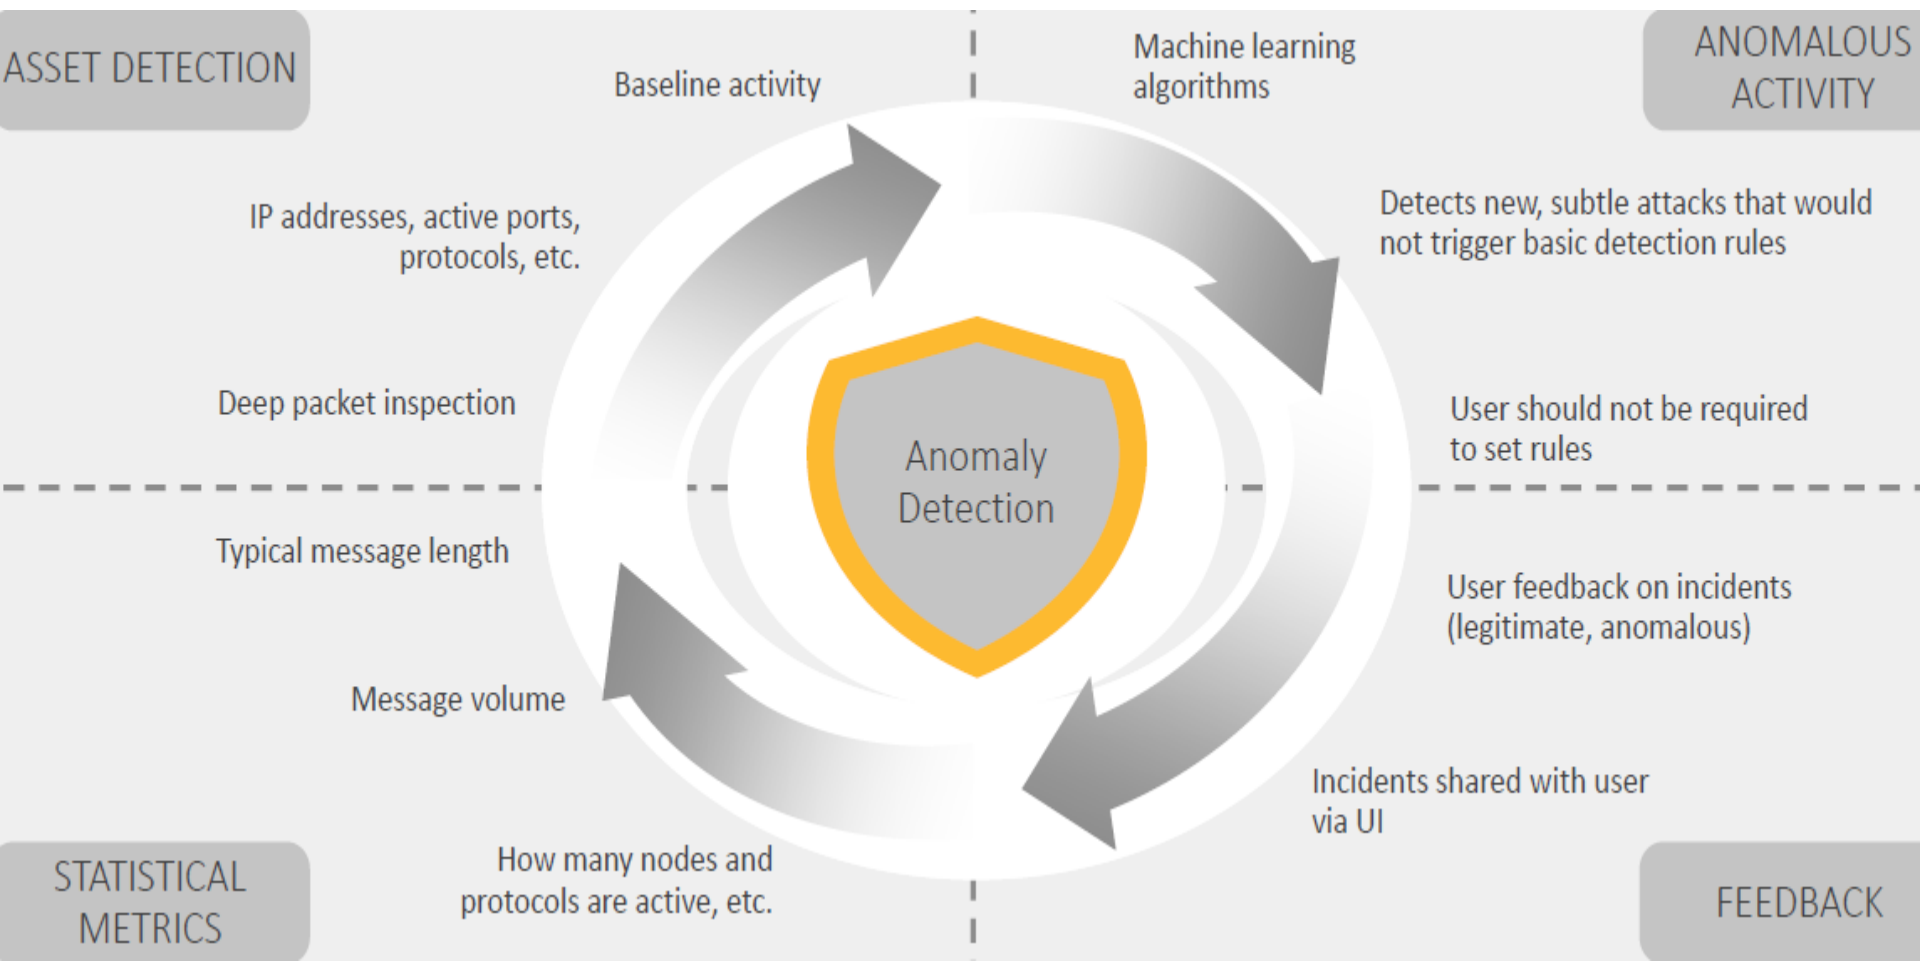 ASSET DETECTION
Baseline activity
IP addresses, active ports,
protocols, etc.
Deep packet inspection
Machine learning
algorithms
ANOMALOUS
ACTIVITY
Detects new, subtle attacks that would
not trigger basic detection rules
User should not be required
to set rules
Anomaly
Detection
Typical message length
Message volume
How many nodes and
protocols are active, etc.
STATISTICAL
METRICS
User feedback on incidents
(legitimate, anomalous)
Incidents shared with user
via UI
FEEDBACK